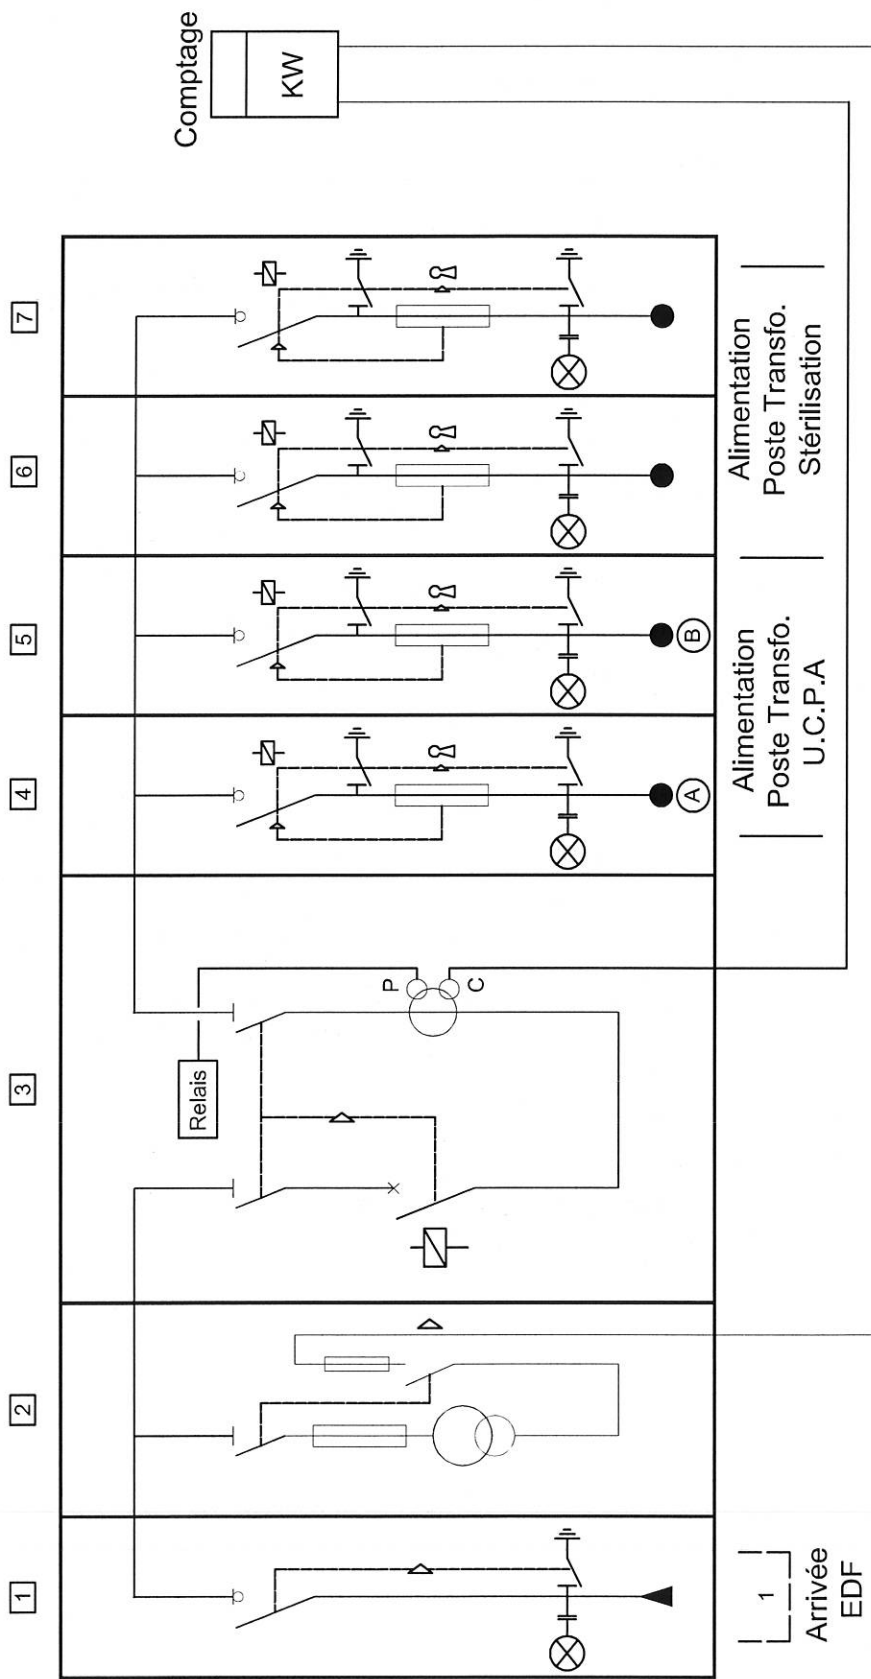 1
2
3
4
5
6
7
Comptage
KW
Relais
P
C
A
B
1
Arrivée
EDF
Alimentation
Poste Transfo.
U.C.P.A
Alimentation
Poste Transfo.
Stérilisation